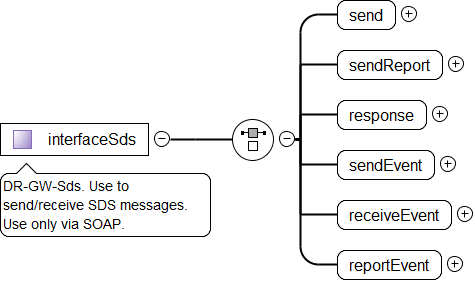 send
sendReport
response
interfaceSds
sendEvent
DR-GW-Sds. Use to
send/receive SDS messages.
Use only via SOAP.
receiveEvent
reportEvent